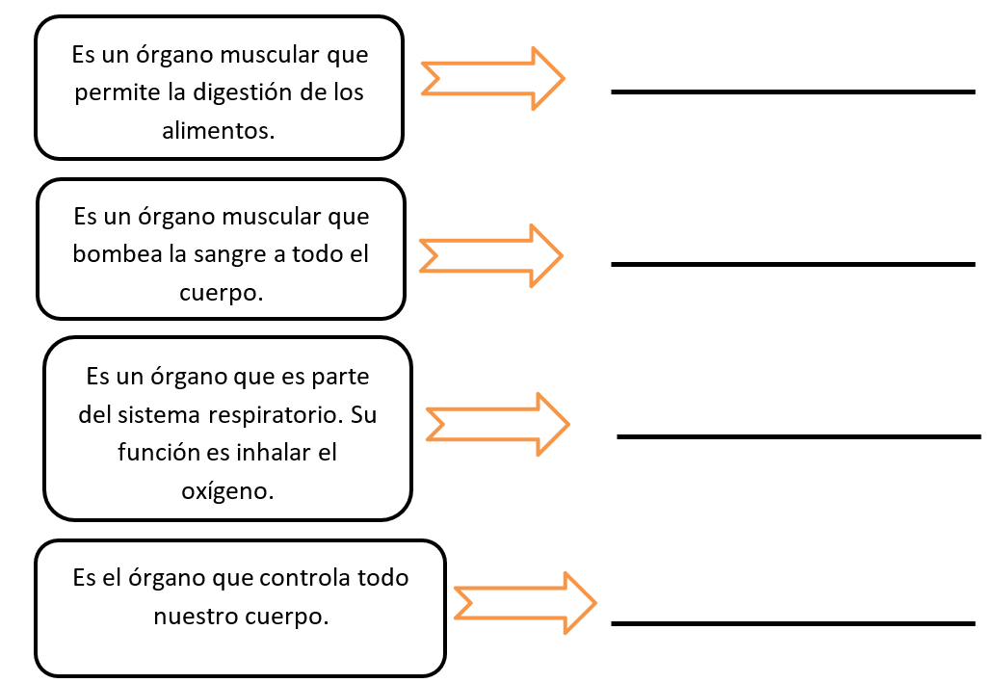 Es un órgano muscular que
permite la digestión de los
alimentos.
Es un órgano muscular que
bombea la sangre a todo el
cuerpo.
Es un órgano que es parte
del sistema respiratorio. Su
función es inhalar el
oxígeno.
Es el órgano que controla todo
nuestro cuerpo.